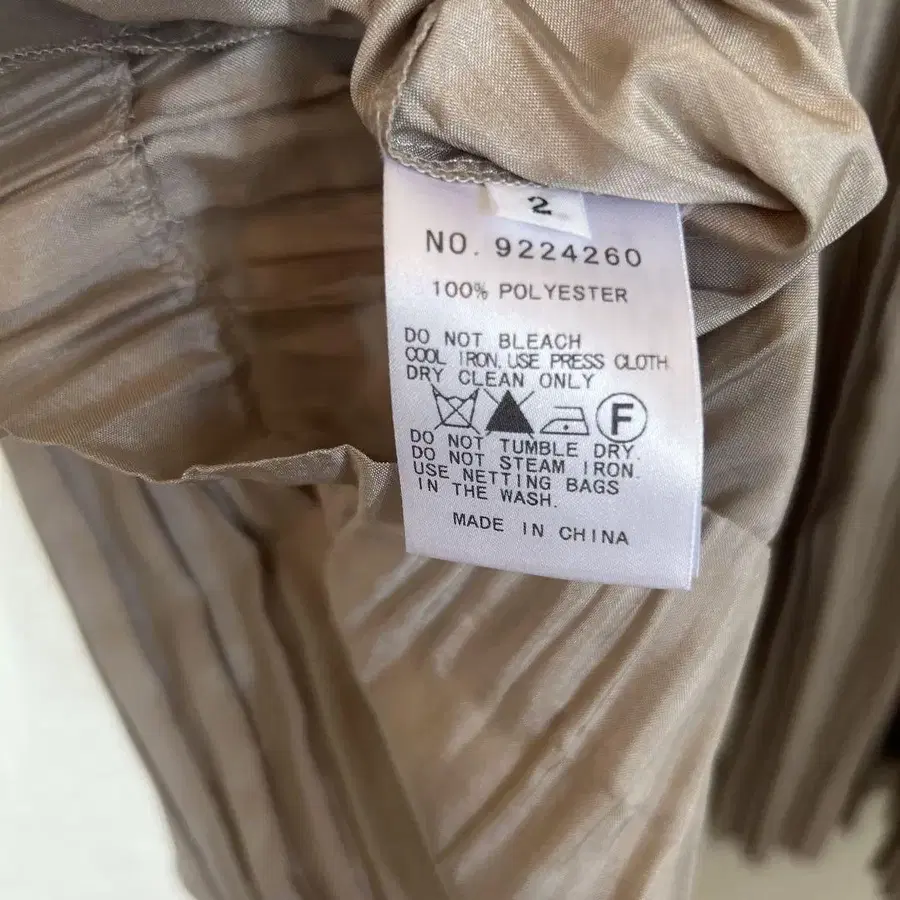 2
NO. 9224260
100% POLYESTER
DO NOT BLEACH
COOL IRON, USE PRESS CLOTH
DRY CLEAN ONLY
F
DO NOT TUMBLE DRY.
DO NOT STEAM IRON.
USE NETTING BAGS
IN THE WASH.
MADE IN CHINA